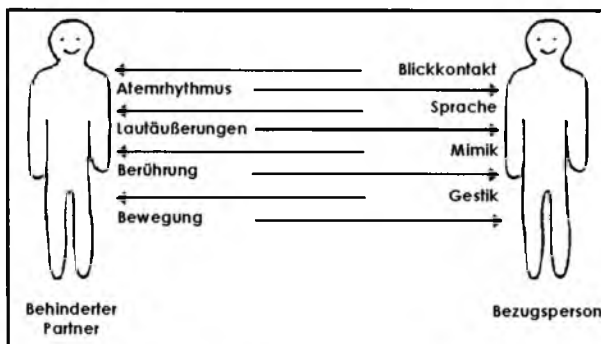 Blickkontakt
Atemrhythmus
Sprache
Lautäußerungen
Mimik
Berührung
Gestik
Bewegung
Behinderter
Partner
Bezugsperson